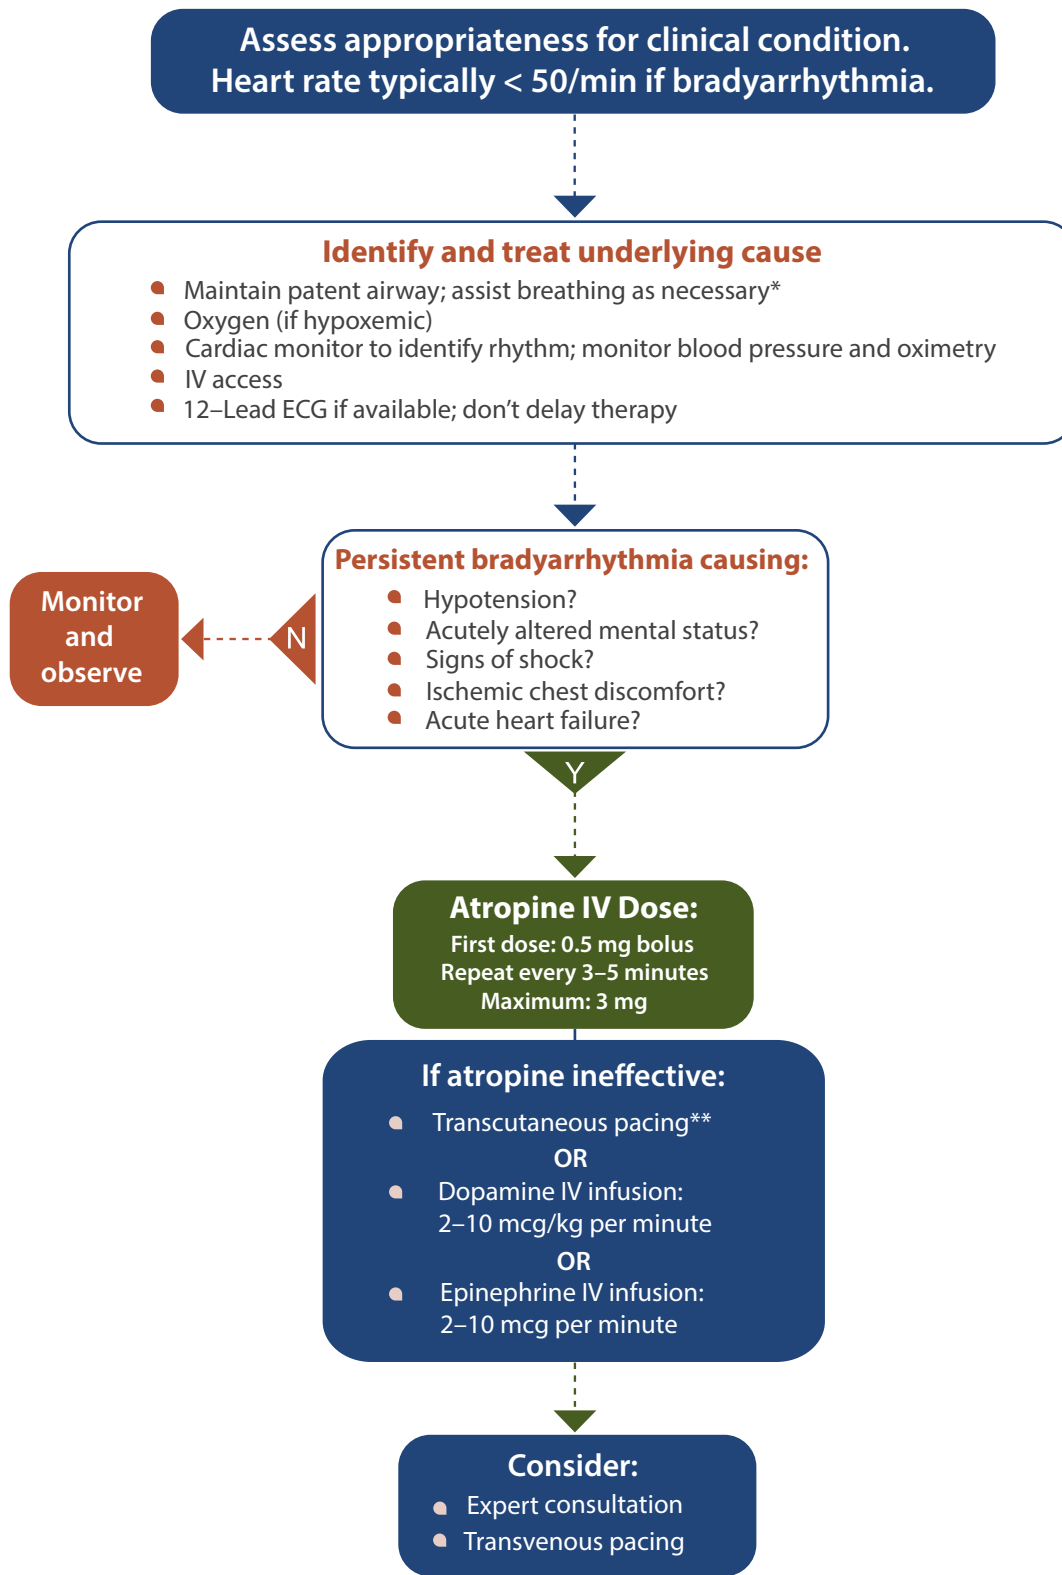 Assess appropriateness for clinical condition.
Heart rate typically < 50/min if bradyarrhythmia.
Identify and treat underlying cause
Maintain patent airway; assist breathing as necessary*
Oxygen (if hypoxemic)
Cardiac monitor to identify rhythm; monitor blood pressure and oximetry
IV access
12–Lead ECG if available; don't delay therapy
Persistent bradyarrhythmia causing:
Hypotension?
Acutely altered mental status?
Signs of shock?
Ischemic chest discomfort?
Acute heart failure?
N
Monitor
and
observe
Y
Atropine IV Dose:
First dose: 0.5 mg bolus
Repeat every 3–5 minutes
Maximum: 3 mg
If atropine ineffective:
Transcutaneous pacing**
OR
Dopamine IV infusion:
2–10 mcg/kg per minute
OR
Epinephrine IV infusion:
2–10 mcg per minute
Consider:
Expert consultation
Transvenous pacing